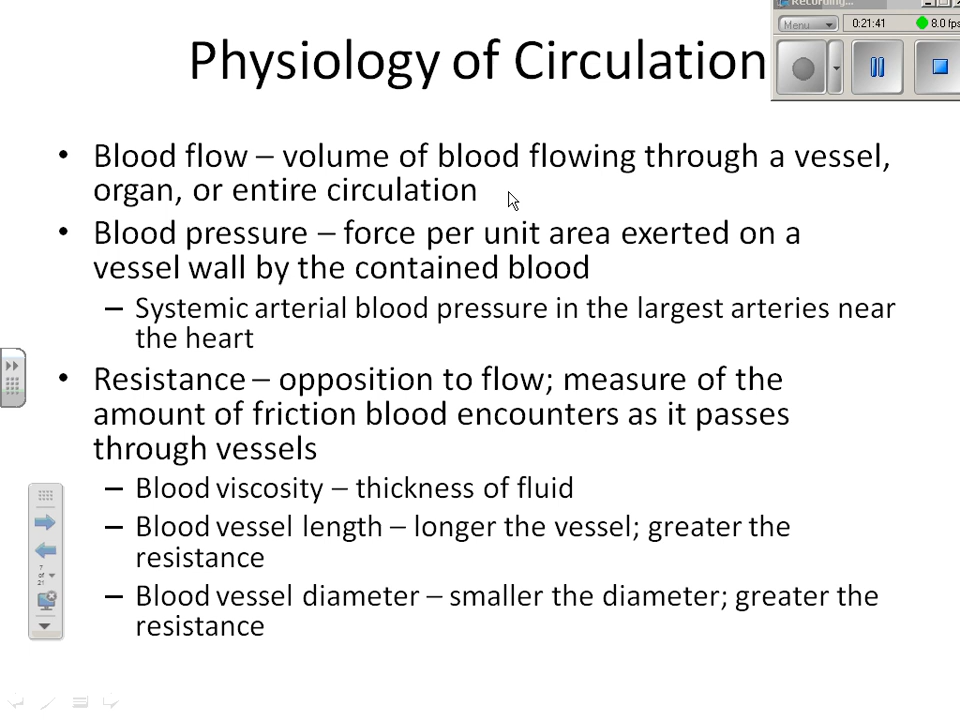 Recording...
Menu
0:21:41
8.0 fps
Physiology of Circulation
• Blood flow – volume of blood flowing through a vessel,
organ, or entire circulation
• Blood pressure – force per unit area exerted on a
vessel wall by the contained blood
– Systemic arterial blood pressure in the largest arteries near
the heart
• Resistance – opposition to flow; measure of the
amount of friction blood encounters as it passes
through vessels
– Blood viscosity – thickness of fluid
– Blood vessel length – longer the vessel; greater the
resistance
– Blood vessel diameter – smaller the diameter; greater the
resistance
7
of
21